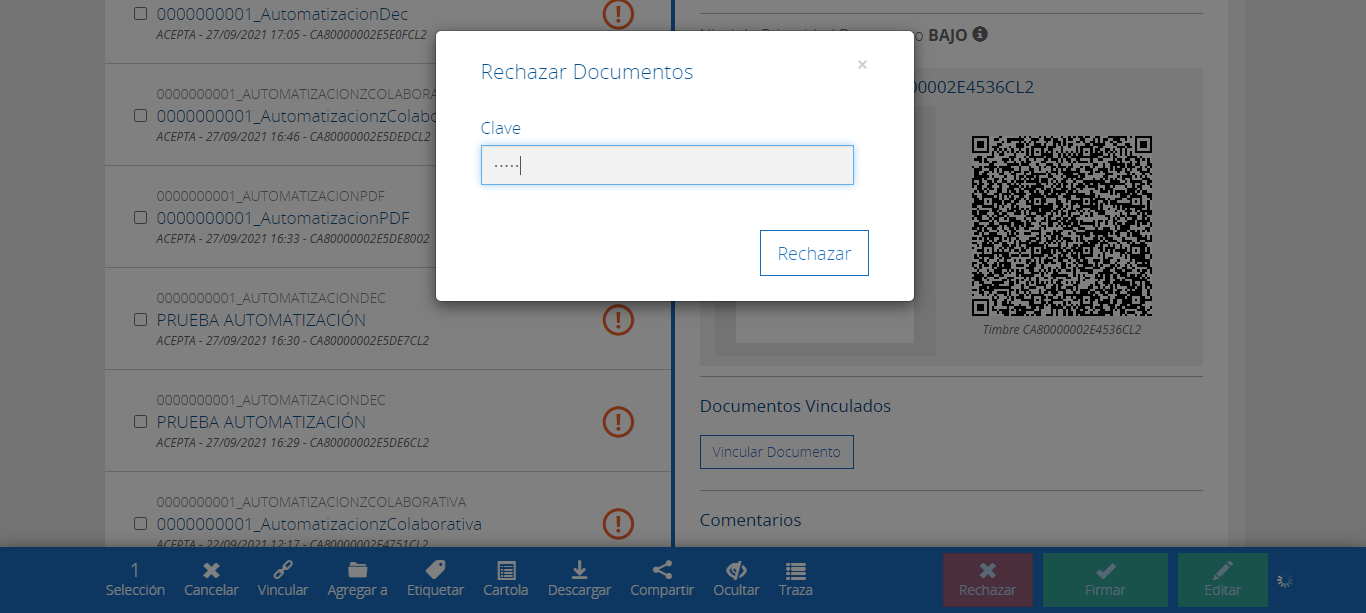 0000000001_AutomatizacionDec
ACEPTA - 27/09/2021 17:05 - CA80000002E5E0FCL2
0000000001_AUTOMATIZACIONZCOLABORA
0000000001_AutomatizacionzColabo
ACEPTA - 27/09/2021 16:46 - CA80000002E5DEDCL2
0000000001_AUTOMATIZACIONPDF
0000000001_AutomatizacionPDF
ACEPTA - 27/09/2021 16:33 - CA80000002E5DE8002
0000000001_AUTOMATIZACIONDEC
PRUEBA AUTOMATIZACIÓN
ACEPTA - 27/09/2021 16:30 - CA80000002E5DE7CL2
0000000001_AUTOMATIZACIONDEC
PRUEBA AUTOMATIZACIÓN
ACEPTA - 27/09/2021 16:29 - CA80000002E5DE6CL2
0000000001_AUTOMATIZACIONZCOLABORATIVA
0000000001_AutomatizacionzColaborativa
ACEPTA - 22/09/2021 12:17 - CA80000002E4751CL2
Rechazar Documentos
×
Clave
·····
Rechazar
BAJO
00002E4536CL2
Timbre CA80000002E4536CL2
Documentos Vinculados
Vincular Documento
Comentarios
1
Selección
Cancelar
Vincular
Agregar a
Etiquetar
Cartola
Descargar
Compartir
Ocultar
Traza
Rechazar
Firmar
Editar